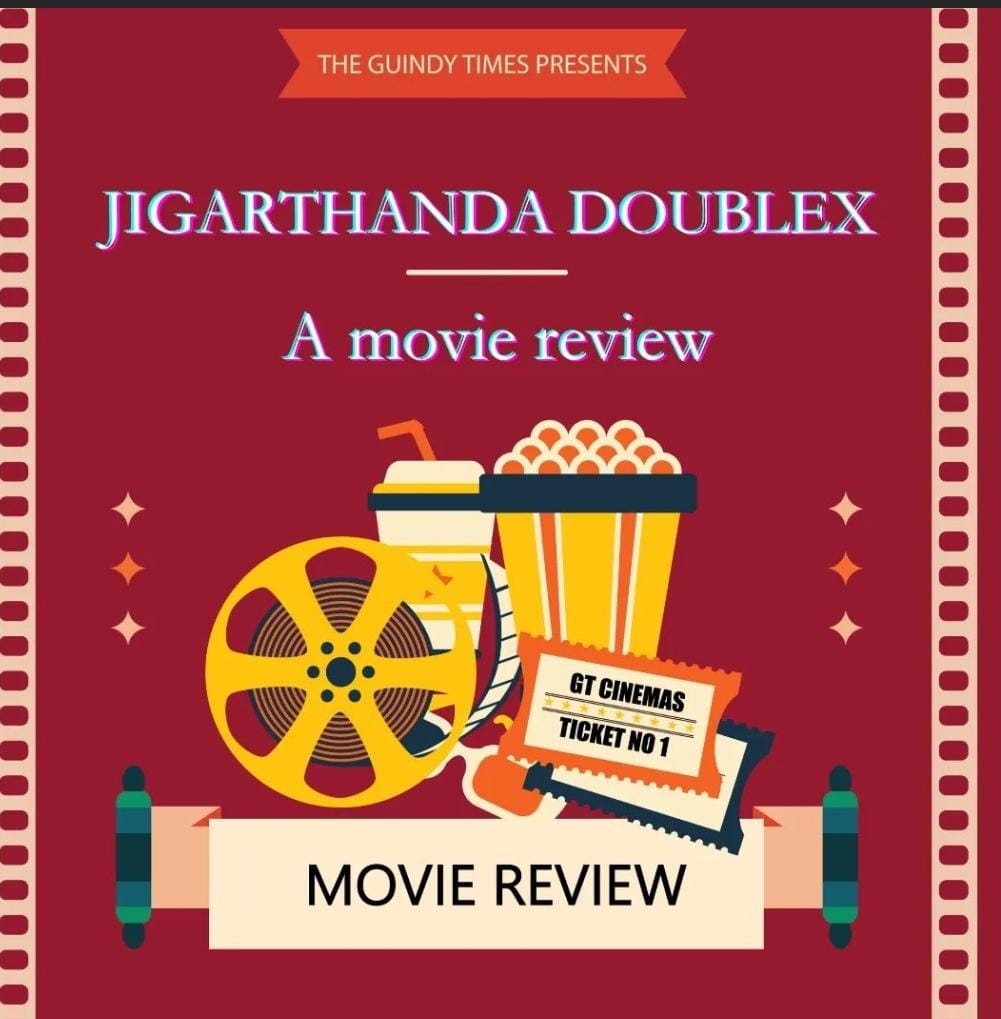 THE GUINDY TIMES PRESENTS
JIGARTHANDA DOUBLEX
A movie review
GT CINEMAS
TICKET NO 1
MOVIE REVIEW